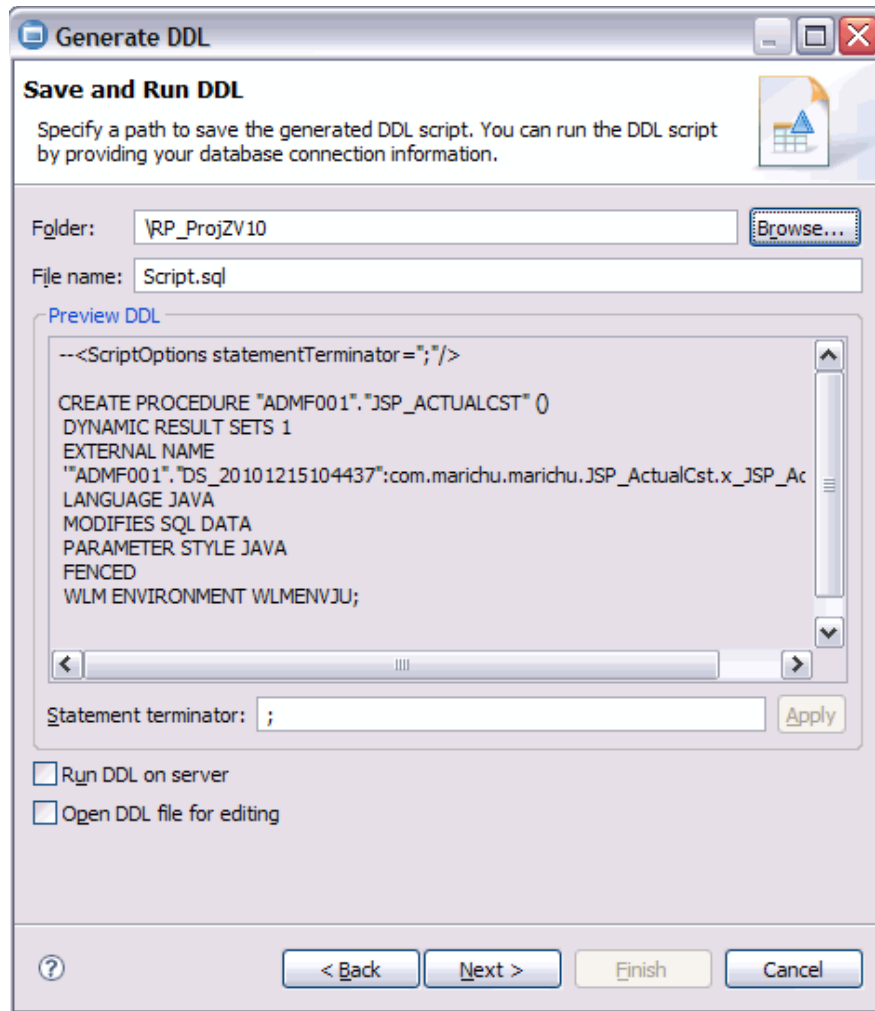 Generate DDL
Save and Run DDL
Specify a path to save the generated DDL script. You can run the DDL script
by providing your database connection information.
Folder: \RP_ProjZV10 Browse...
File name: Script.sql
Preview DDL
--<ScriptOptions statementTerminator=";"/>
CREATE PROCEDURE "ADMF001"."JSP_ACTUALCST" ()
DYNAMIC RESULT SETS 1
EXTERNAL NAME
'"ADMF001"."DS_20101215104437":com.marichu.marichu.JSP_ActualCst.x_JSP_Ac
LANGUAGE JAVA
MODIFIES SQL DATA
PARAMETER STYLE JAVA
FENCED
WLM ENVIRONMENT WLMENVJU;
Statement terminator: ; Apply
Run DDL on server
Open DDL file for editing
? < Back Next > Finish Cancel